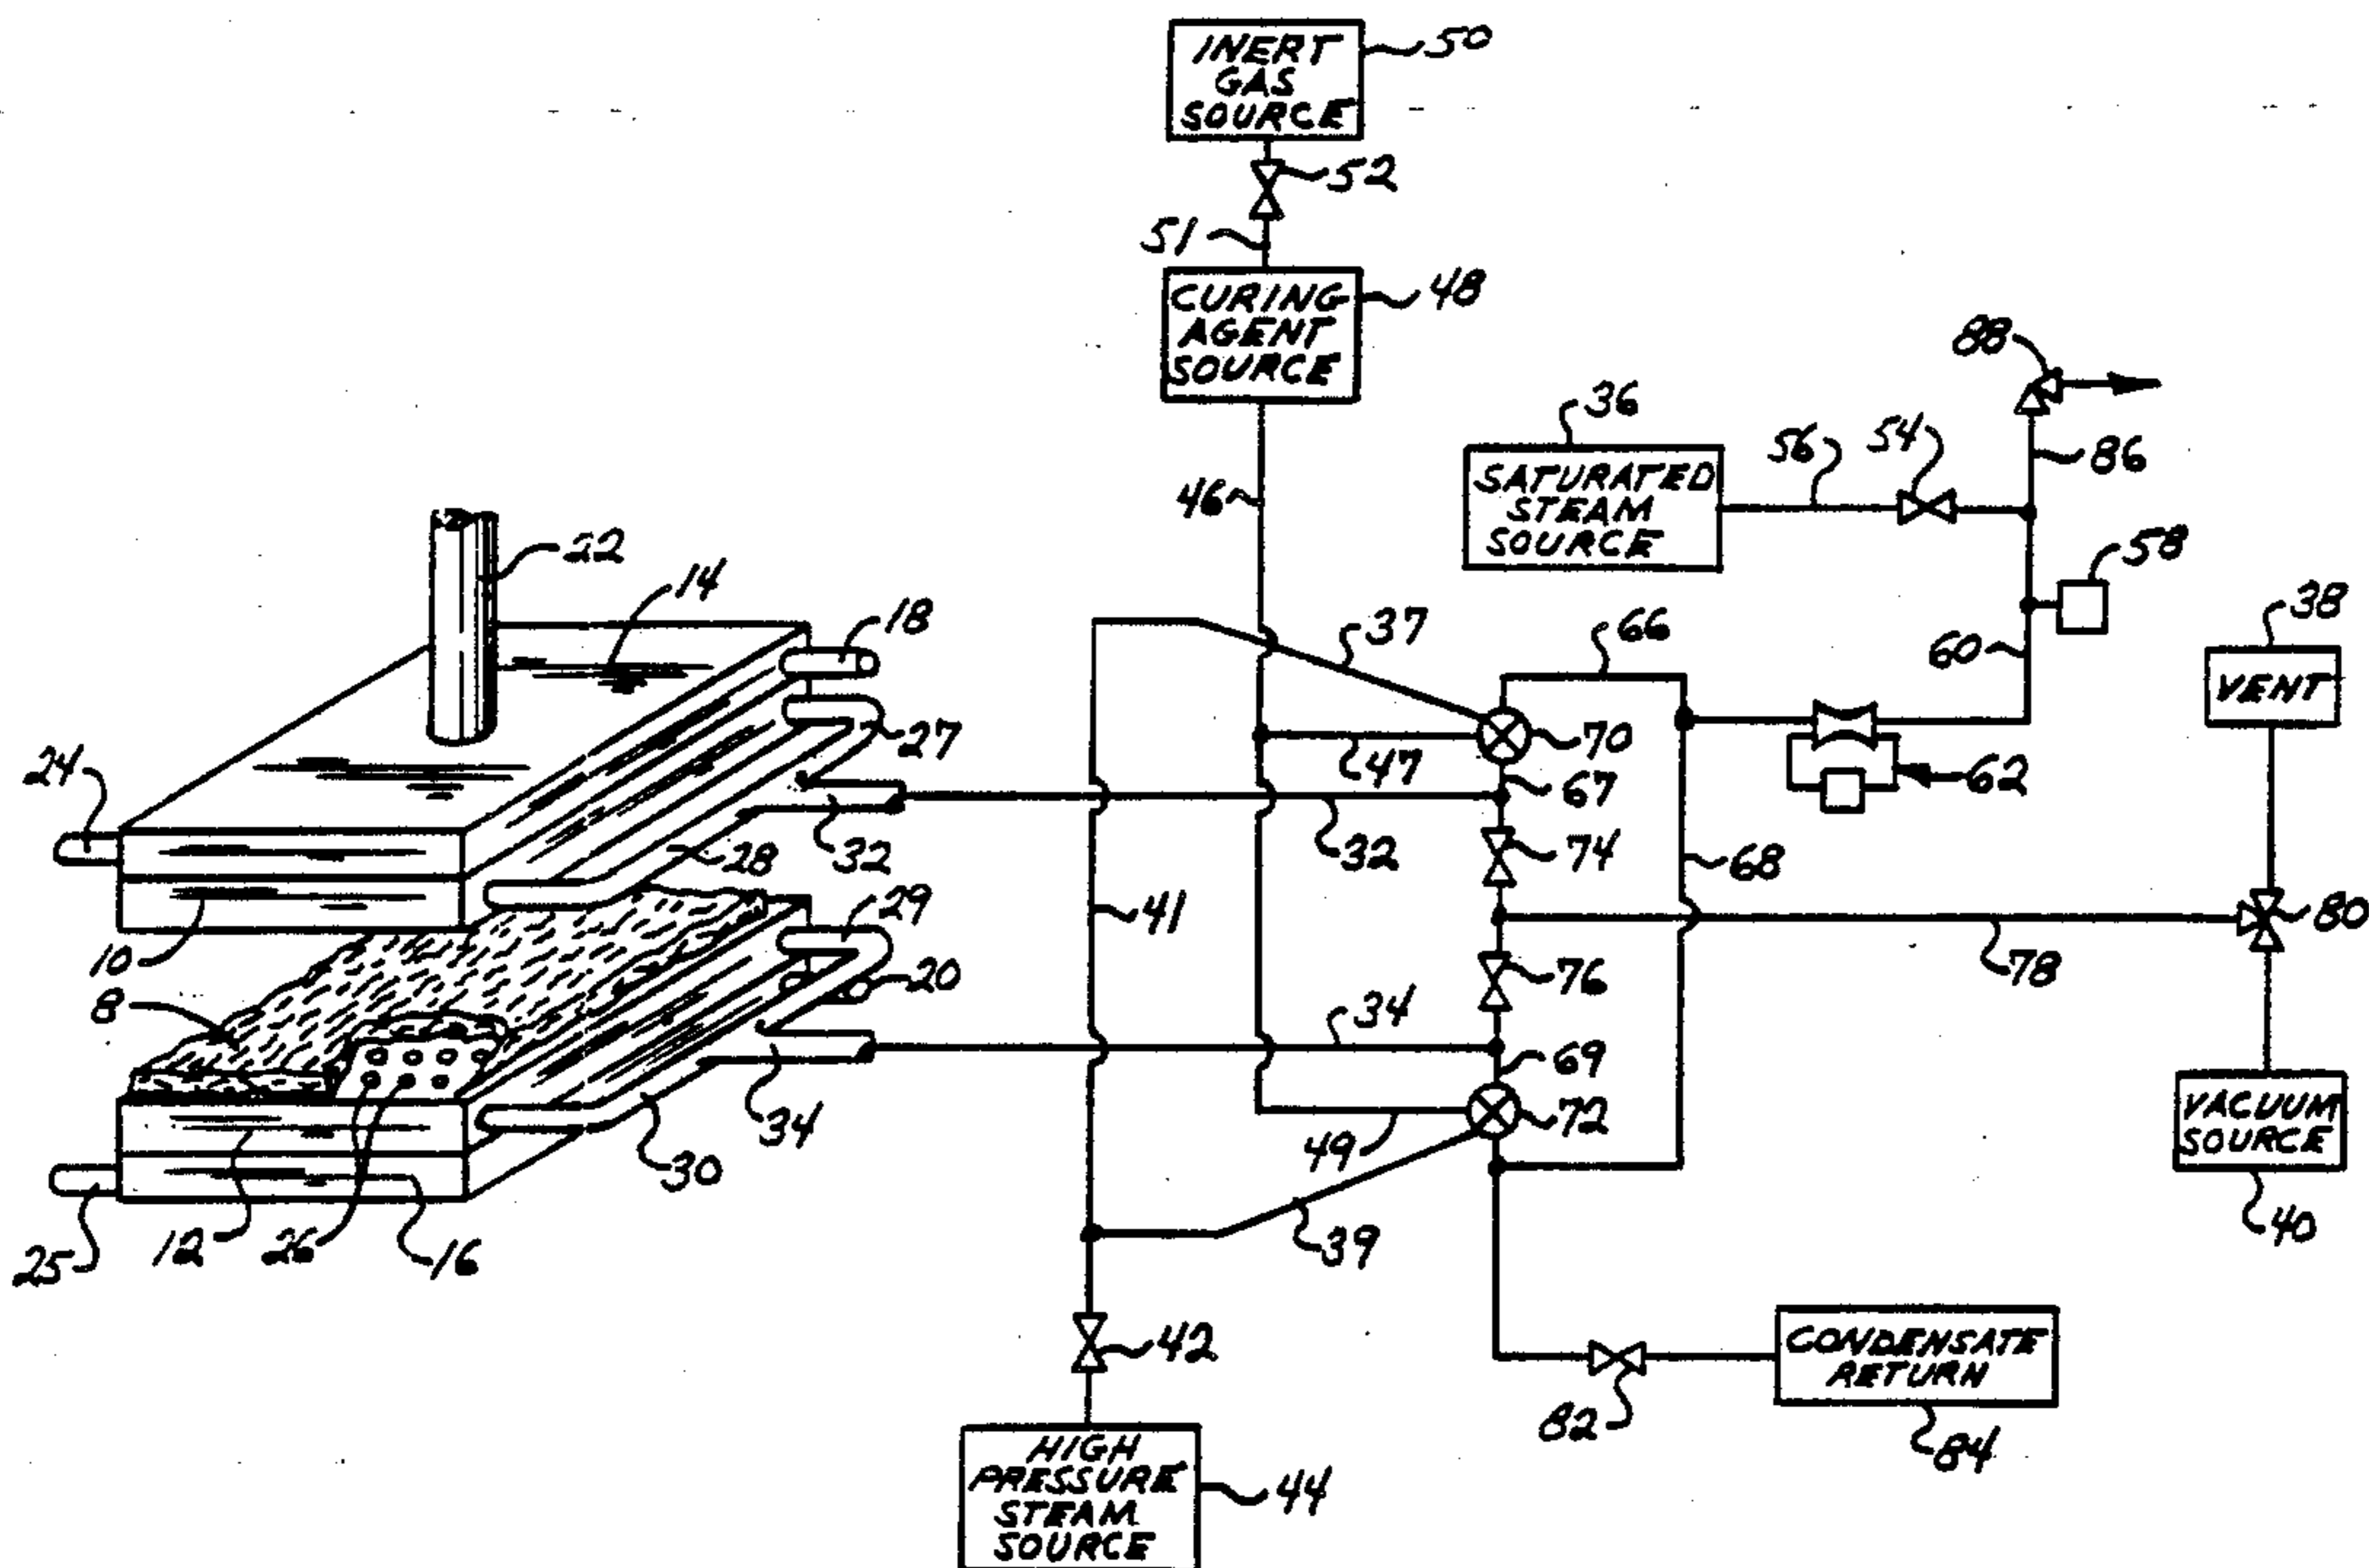 INERT
GAS
SOURCE
50
52
51
CURING
AGENT
SOURCE
48
88
36
56
54
86
SATURATED
STEAM
SOURCE
46
58
22
14
18
37
66
60
38
VENT
27
47
70
67
62
24
32
32
28
74
68
10
29
41
80
8
20
76
78
34
69
34
49
72
30
VACUUM
SOURCE
25
12
26
16
39
40
42
CONDENSATE
RETURN
82
84
HIGH
PRESSURE
STEAM
SOURCE
44